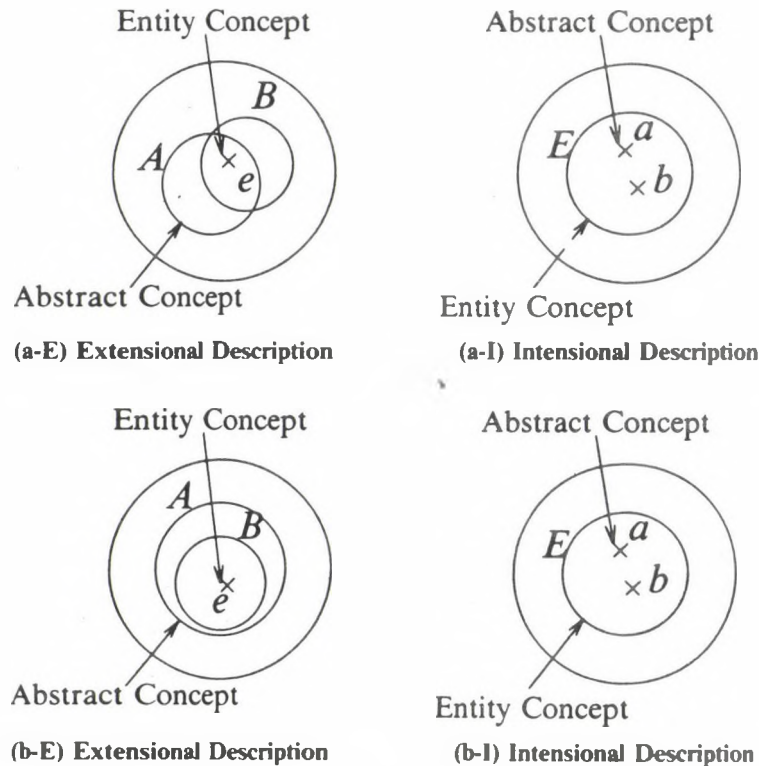 Entity Concept
B
A
e
Abstract Concept
(a-E) Extensional Description
Abstract Concept
E
a
b
Entity Concept
(a-I) Intensional Description
Entity Concept
A
B
e
Abstract Concept
(b-E) Extensional Description
Abstract Concept
E
a
b
Entity Concept
(b-I) Intensional Description